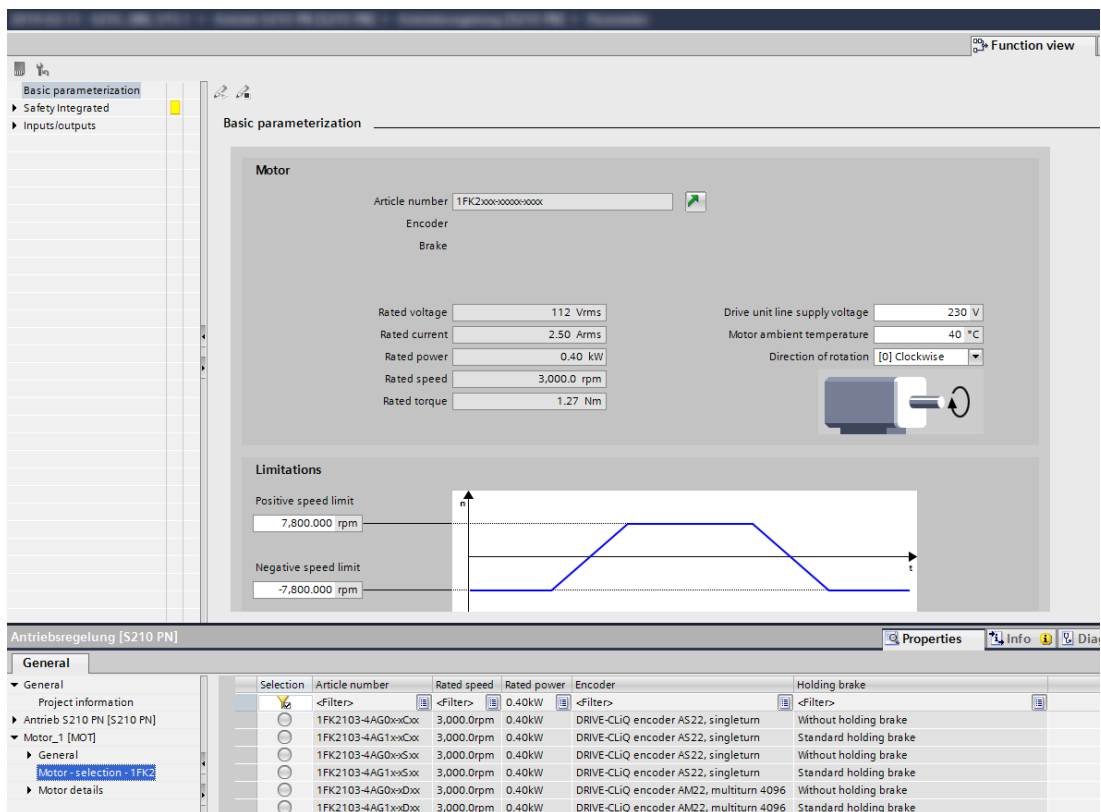 Function view
Basic parameterization
Safety Integrated
Inputs/outputs
Basic parameterization
Motor
Article number 1FK2xxx-xxxxx-xxxx
Encoder
Brake
Rated voltage 112 Vrms Drive unit line supply voltage 230 V
Rated current 2.50 Arms Motor ambient temperature 40 °C
Rated power 0.40 kW Direction of rotation [0] Clockwise
Rated speed 3,000.0 rpm
Rated torque 1.27 Nm
Limitations
Positive speed limit
n
7,800.000 rpm
Negative speed limit
t
-7,800.000 rpm
Antriebsregelung [S210 PN] Properties Info Diag
General
General
Project information
Antrieb S210 PN [S210 PN]
Motor_1 [MOT]
General
Motor - selection - 1FK2
Motor details
Selection Article number Rated speed Rated power Encoder Holding brake
<Filter> <Filter> 0.40kW <Filter> <Filter>
1FK2103-4AG0x-xCxx 3,000.0rpm 0.40kW DRIVE-CLiQ encoder AS22, singleturn Without holding brake
1FK2103-4AG1x-xCxx 3,000.0rpm 0.40kW DRIVE-CLiQ encoder AS22, singleturn Standard holding brake
1FK2103-4AG0x-xSxx 3,000.0rpm 0.40kW DRIVE-CLiQ encoder AS22, singleturn Without holding brake
1FK2103-4AG1x-xSxx 3,000.0rpm 0.40kW DRIVE-CLiQ encoder AS22, singleturn Standard holding brake
1FK2103-4AG0x-xDxx 3,000.0rpm 0.40kW DRIVE-CLiQ encoder AM22, multiturn 4096 Without holding brake
1FK2103-4AG1x-xDxx 3,000.0rpm 0.40kW DRIVE-CLiQ encoder AM22, multiturn 4096 Standard holding brake